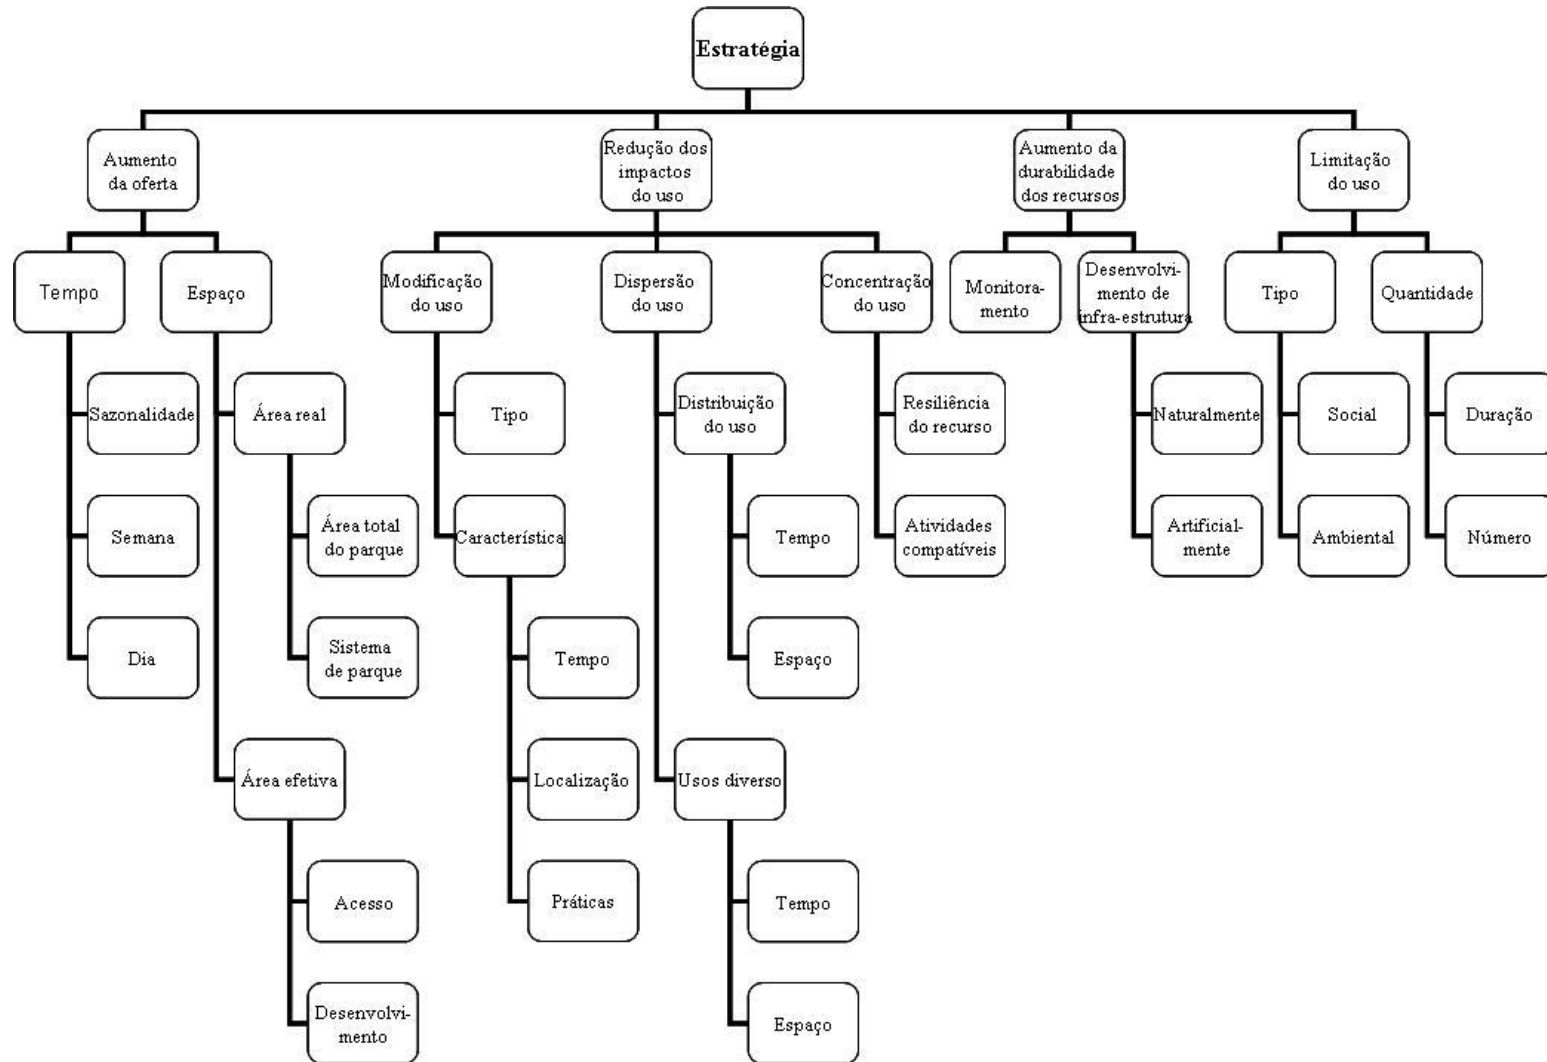 Estratégia
Aumento
da oferta
Redução dos
impactos
do uso
Aumento da
durabilidade
dos recursos
Limitação
do uso
Tempo
Espaço
Modificação
do uso
Dispersão
do uso
Concentração
do uso
Monitora-
mento
Desenvolvi-
mento de
infra-estrutura
Tipo
Quantidade
Sazonalidade
Área real
Tipo
Distribuição
do uso
Resiliência
do recurso
Naturalmente
Social
Duração
Semana
Área total
do parque
Característica
Tempo
Atividades
compatíveis
Artificial-
mente
Ambiental
Número
Dia
Sistema
de parque
Tempo
Espaço
Área efetiva
Localização
Usos diverso
Acesso
Práticas
Tempo
Desenvolvi-
mento
Espaço